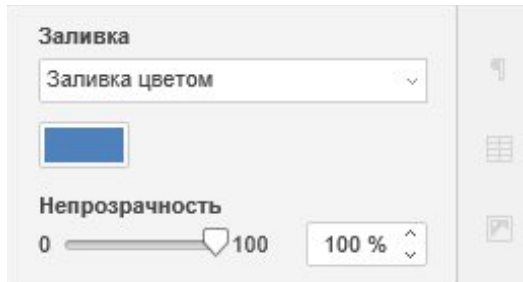 Заливка
Заливка цветом
Непрозрачность
0 100 100 %